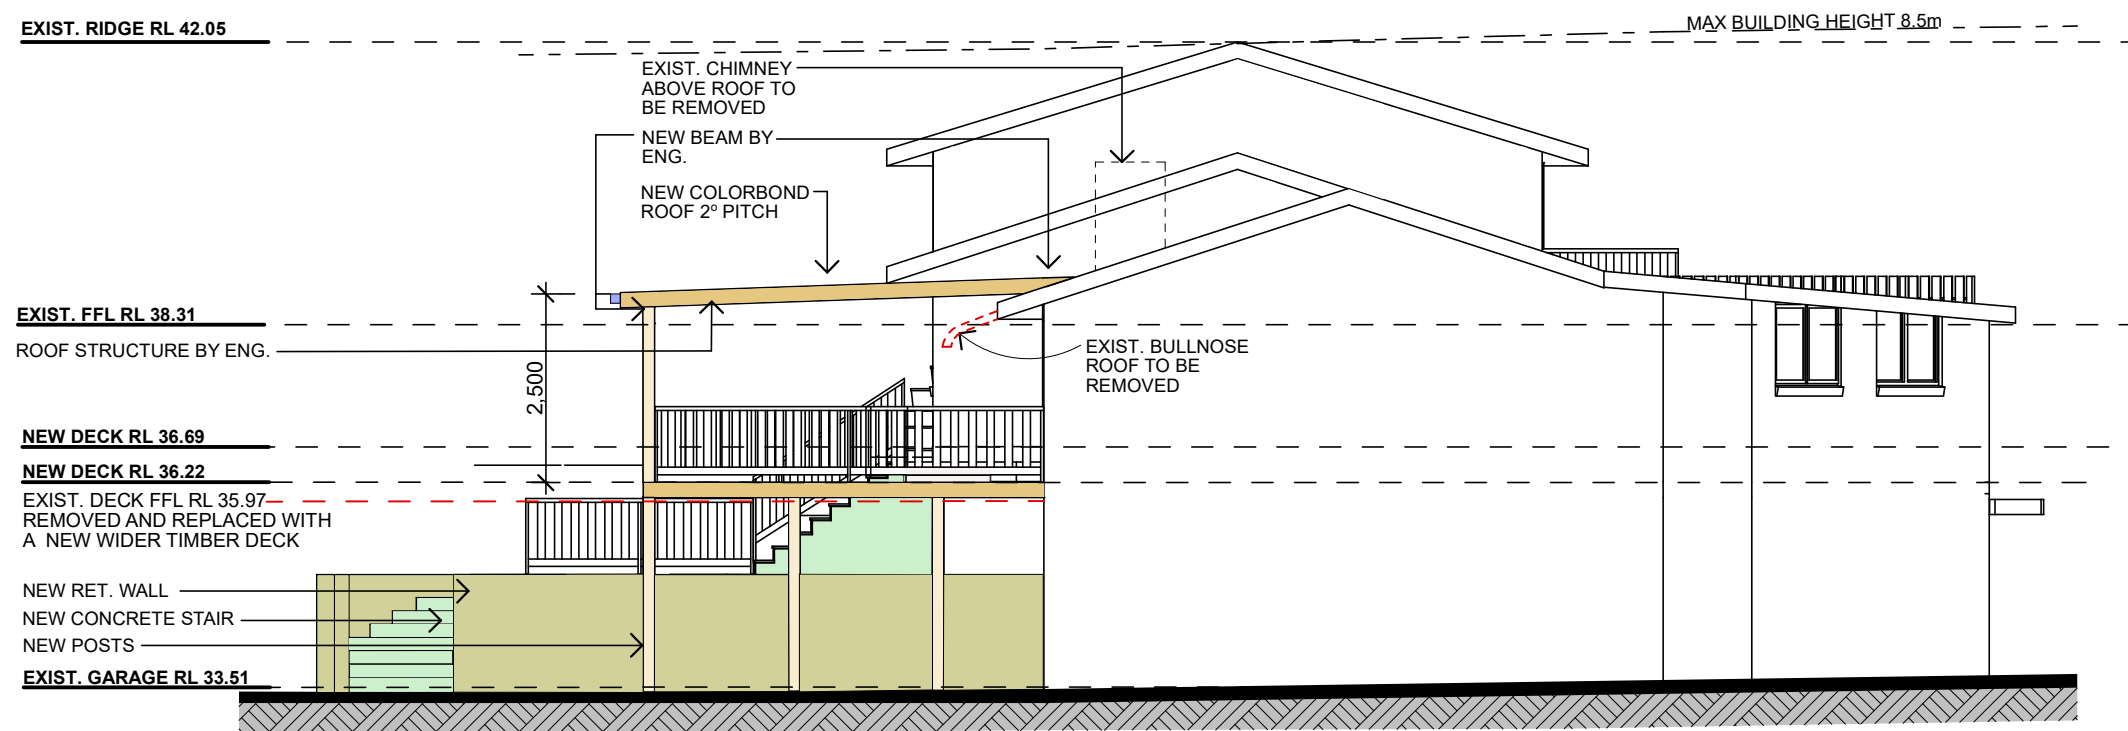 EXIST. RIDGE RL 42.05
MAX BUILDING HEIGHT 8.5m
EXIST. CHIMNEY
ABOVE ROOF TO
BE REMOVED
NEW BEAM BY
ENG.
NEW COLORBOND
ROOF 2º PITCH
EXIST. FFL RL 38.31
ROOF STRUCTURE BY ENG.
EXIST. BULLNOSE
ROOF TO BE
REMOVED
2,500
NEW DECK RL 36.69
NEW DECK RL 36.22
EXIST. DECK FFL RL 35.97
REMOVED AND REPLACED WITH
A NEW WIDER TIMBER DECK
NEW RET. WALL
NEW CONCRETE STAIR
NEW POSTS
EXIST. GARAGE RL 33.51